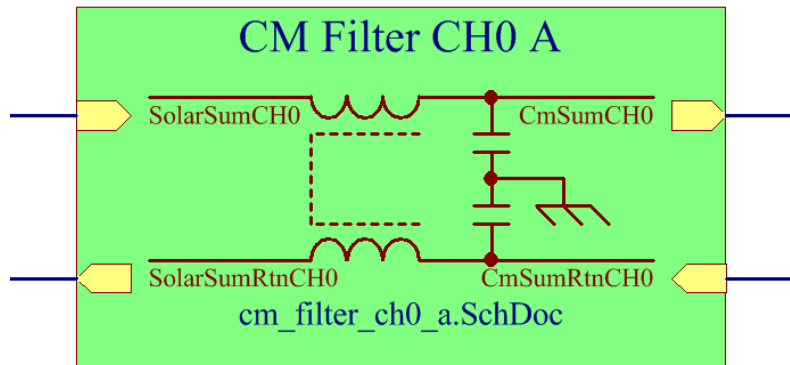 CM Filter CH0 A
SolarSumCH0
CmSumCH0
SolarSumRtnCH0
CmSumRtnCH0
cm_filter_ch0_a.SchDoc